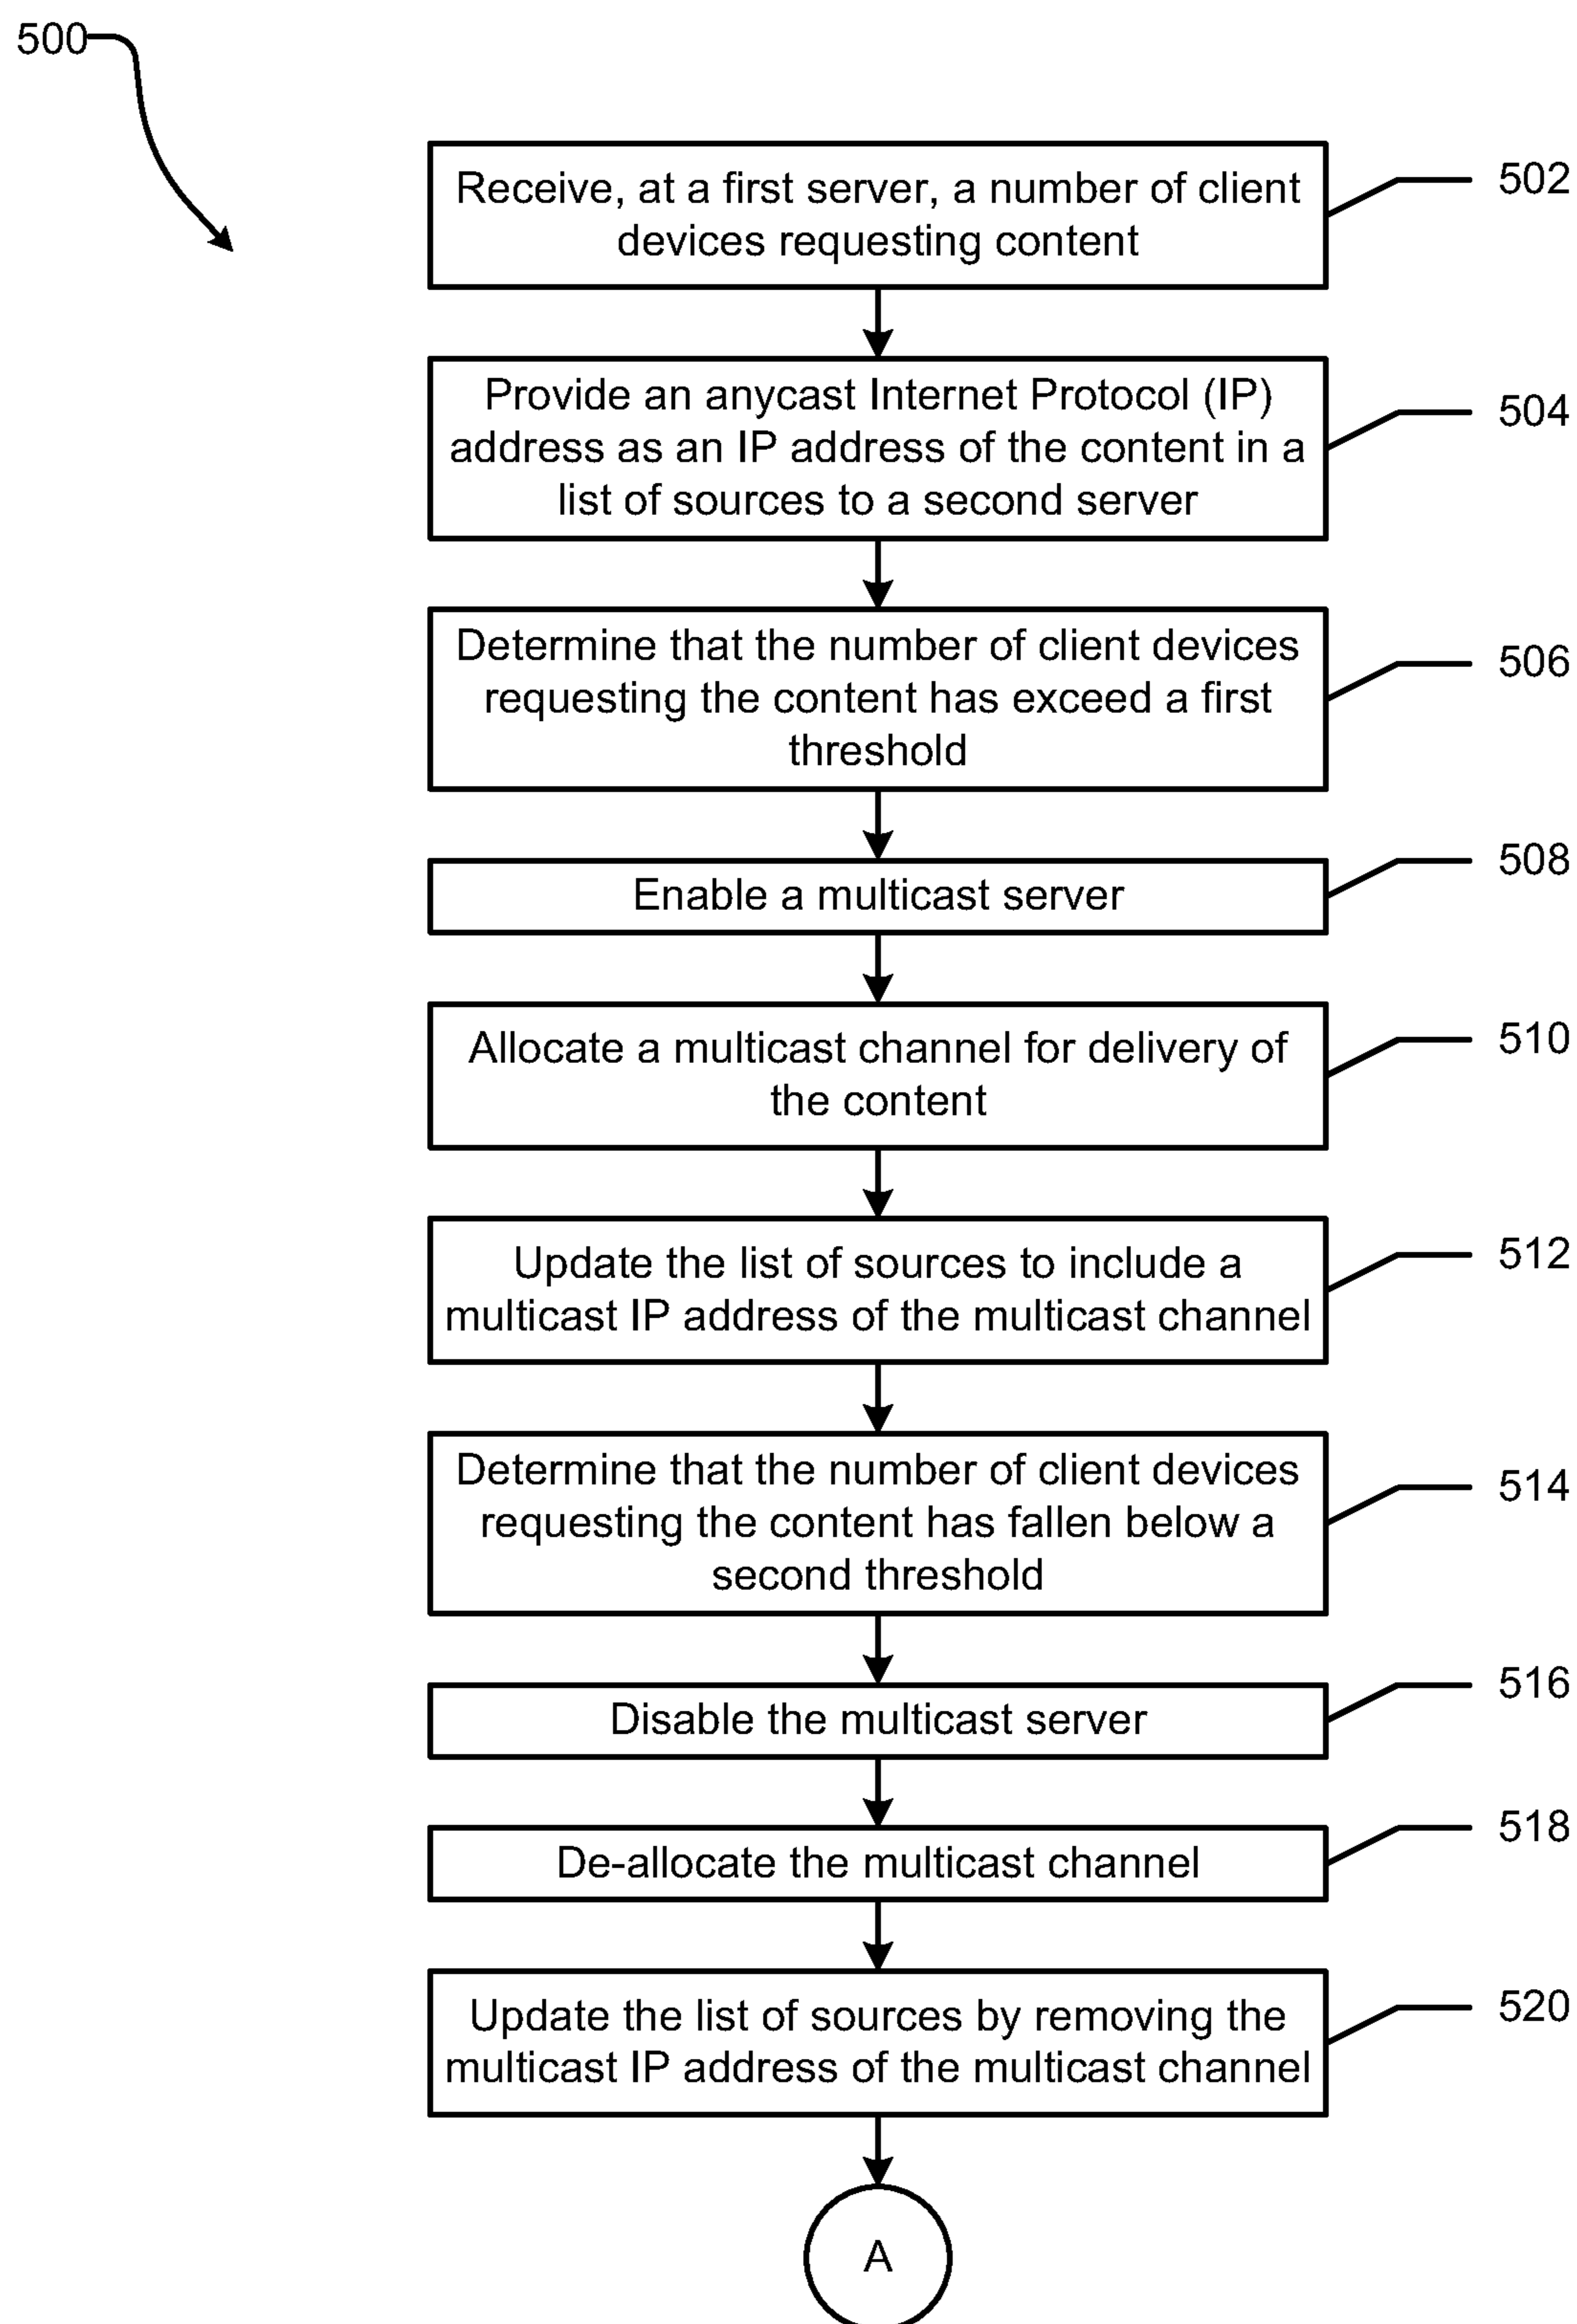 500
Receive, at a first server, a number of client
devices requesting content
502
Provide an anycast Internet Protocol (IP)
address as an IP address of the content in a
list of sources to a second server
504
Determine that the number of client devices
requesting the content has exceed a first
threshold
506
Enable a multicast server
508
Allocate a multicast channel for delivery of
the content
510
Update the list of sources to include a
multicast IP address of the multicast channel
512
Determine that the number of client devices
requesting the content has fallen below a
second threshold
514
Disable the multicast server
516
De-allocate the multicast channel
518
Update the list of sources by removing the
multicast IP address of the multicast channel
520
A